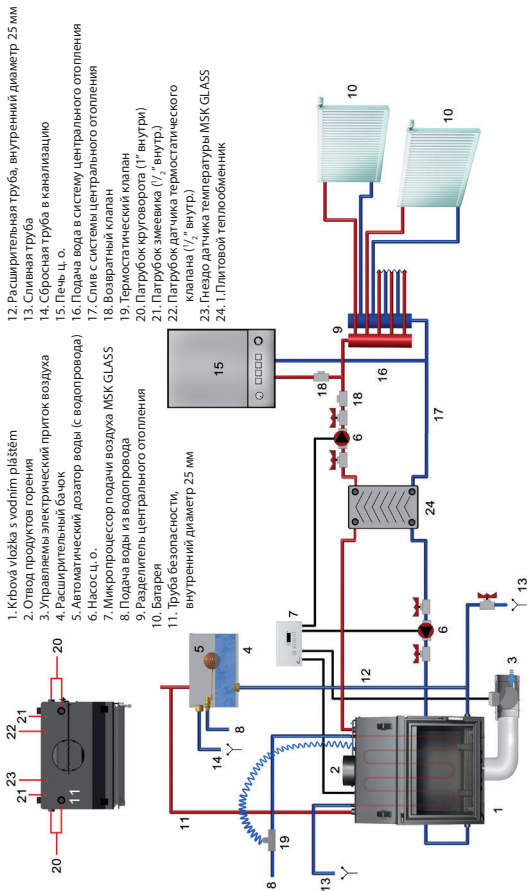 1. Krbová vložka s vodním pláštěm
2. Отвод продуктов горения
3. Управляемы электрический приток воздуха
4. Расширительный бачок
5. Автоматический дозатор воды (с водопровода)
6. Насос ц. о.
7. Микропроцессор подачи воздуха MSK GLASS
8. Подача воды из водопровода
9. Разделитель центрального отопления
10. Батарея
11. Труба безопасности,
внутренний диаметр 25 мм
12. Расширительная труба, внутренний диаметр 25 мм
13. Сливная труба
14. Сбросная труба в канализацию
15. Печь ц. о.
16. Подача вода в систему центрального отопления
17. Слив с системы центрального отопления
18. Возвратный клапан
19. Термостатический клапан
20. Патрубок круговорота (1" внутри)
21. Патрубок змеевика (1/2" внутр.)
22. Патрубок датчика термостатического
клапана (1/2" внутр.)
23. Гнездо датчика температуры MSK GLASS
24. 1.Плитовой теплообменник
20
21
23
22
21
20
11
11
8
19
13
14
8
5
4
2
12
7
1
3
6
13
24
6
18
18
15
9
16
17
10
10